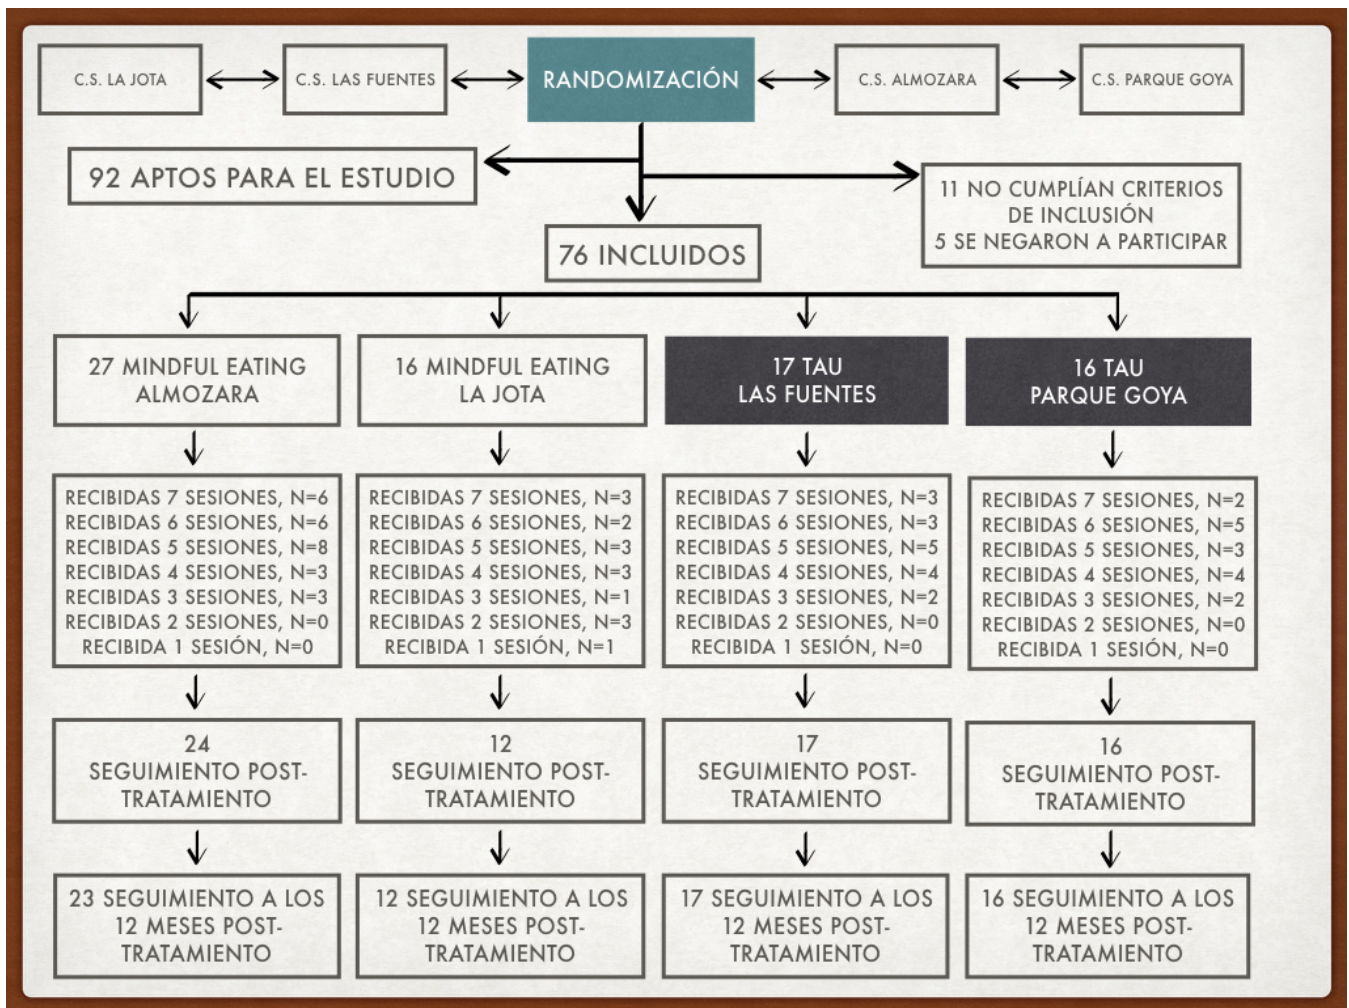 C.S. LA JOTA
C.S. LAS FUENTES
RANDOMIZACIÓN
C.S. ALMOZARA
C.S. PARQUE GOYA
92 APTOS PARA EL ESTUDIO
11 NO CUMPLÍAN CRITERIOS
DE INCLUSIÓN
5 SE NEGARON A PARTICIPAR
76 INCLUIDOS
27 MINDFUL EATING
ALMOZARA
16 MINDFUL EATING
LA JOTA
17 TAU
LAS FUENTES
16 TAU
PARQUE GOYA
RECIBIDAS 7 SESIONES, N=6
RECIBIDAS 6 SESIONES, N=6
RECIBIDAS 5 SESIONES, N=8
RECIBIDAS 4 SESIONES, N=3
RECIBIDAS 3 SESIONES, N=3
RECIBIDAS 2 SESIONES, N=0
RECIBIDA 1 SESIÓN, N=0
RECIBIDAS 7 SESIONES, N=3
RECIBIDAS 6 SESIONES, N=2
RECIBIDAS 5 SESIONES, N=3
RECIBIDAS 4 SESIONES, N=3
RECIBIDAS 3 SESIONES, N=1
RECIBIDAS 2 SESIONES, N=3
RECIBIDA 1 SESIÓN, N=1
RECIBIDAS 7 SESIONES, N=3
RECIBIDAS 6 SESIONES, N=3
RECIBIDAS 5 SESIONES, N=5
RECIBIDAS 4 SESIONES, N=4
RECIBIDAS 3 SESIONES, N=2
RECIBIDAS 2 SESIONES, N=0
RECIBIDA 1 SESIÓN, N=0
RECIBIDAS 7 SESIONES, N=2
RECIBIDAS 6 SESIONES, N=5
RECIBIDAS 5 SESIONES, N=3
RECIBIDAS 4 SESIONES, N=4
RECIBIDAS 3 SESIONES, N=2
RECIBIDAS 2 SESIONES, N=0
RECIBIDA 1 SESIÓN, N=0
24
SEGUIMIENTO POST-
TRATAMIENTO
12
SEGUIMIENTO POST-
TRATAMIENTO
17
SEGUIMIENTO POST-
TRATAMIENTO
16
SEGUIMIENTO POST-
TRATAMIENTO
23 SEGUIMIENTO A LOS
12 MESES POST-
TRATAMIENTO
12 SEGUIMIENTO A LOS
12 MESES POST-
TRATAMIENTO
17 SEGUIMIENTO A LOS
12 MESES POST-
TRATAMIENTO
16 SEGUIMIENTO A LOS
12 MESES POST-
TRATAMIENTO